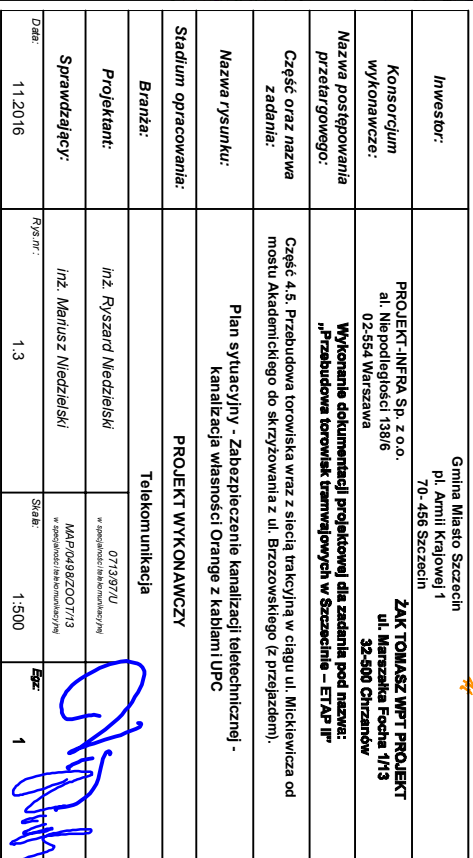 Inwestor:
Gmina Miasto Szczecin
pl. Armii Krajowej 1
70- 456 Szczecin
Konsorcjum
wykonawcze:
PROJEKT-INFRA Sp. z o.o.
al. Niepodległości 138/6
02-554 Warszawa
ŻAK TOMASZ WPT PROJEKT
ul. Marszałka Focha 1/13
32-500 Chrzanów
Nazwa postępowania
przetargowego:
Wykonanie dokumentacji projektowej dla zadania pod nazwa:
„Przebudowa torowisk tramwajowych w Szczecinie – ETAP II"
Część oraz nazwa
zadania:
Część 4.5. Przebudowa torowiska wraz z siecią trakcyjną w ciągu ul. Mickiewicza od
mostu Akademickiego do skrzyżowania z ul. Brzozowskiego (z przejazdem).
Nazwa rysunku:
Plan sytuacyjny - Zabezpieczenie kanalizacji teletechnicznej -
kanalizacja własności Orange z kablami UPC
Stadium opracowania:
PROJEKT WYKONAWCZY
Branża:
Telekomunikacja
Projektant:
inż. Ryszard Niedzielski
0713/97/U
w specjalności telekomunikacyjnej
Sprawdzający:
inż. Mariusz Niedzielski
MAP/0498/ZOOT/13
w specjalności telekomunikacyjnej
Data:
11.2016
Rys.nr:
1.3
Skala:
1:500
Egz:
1